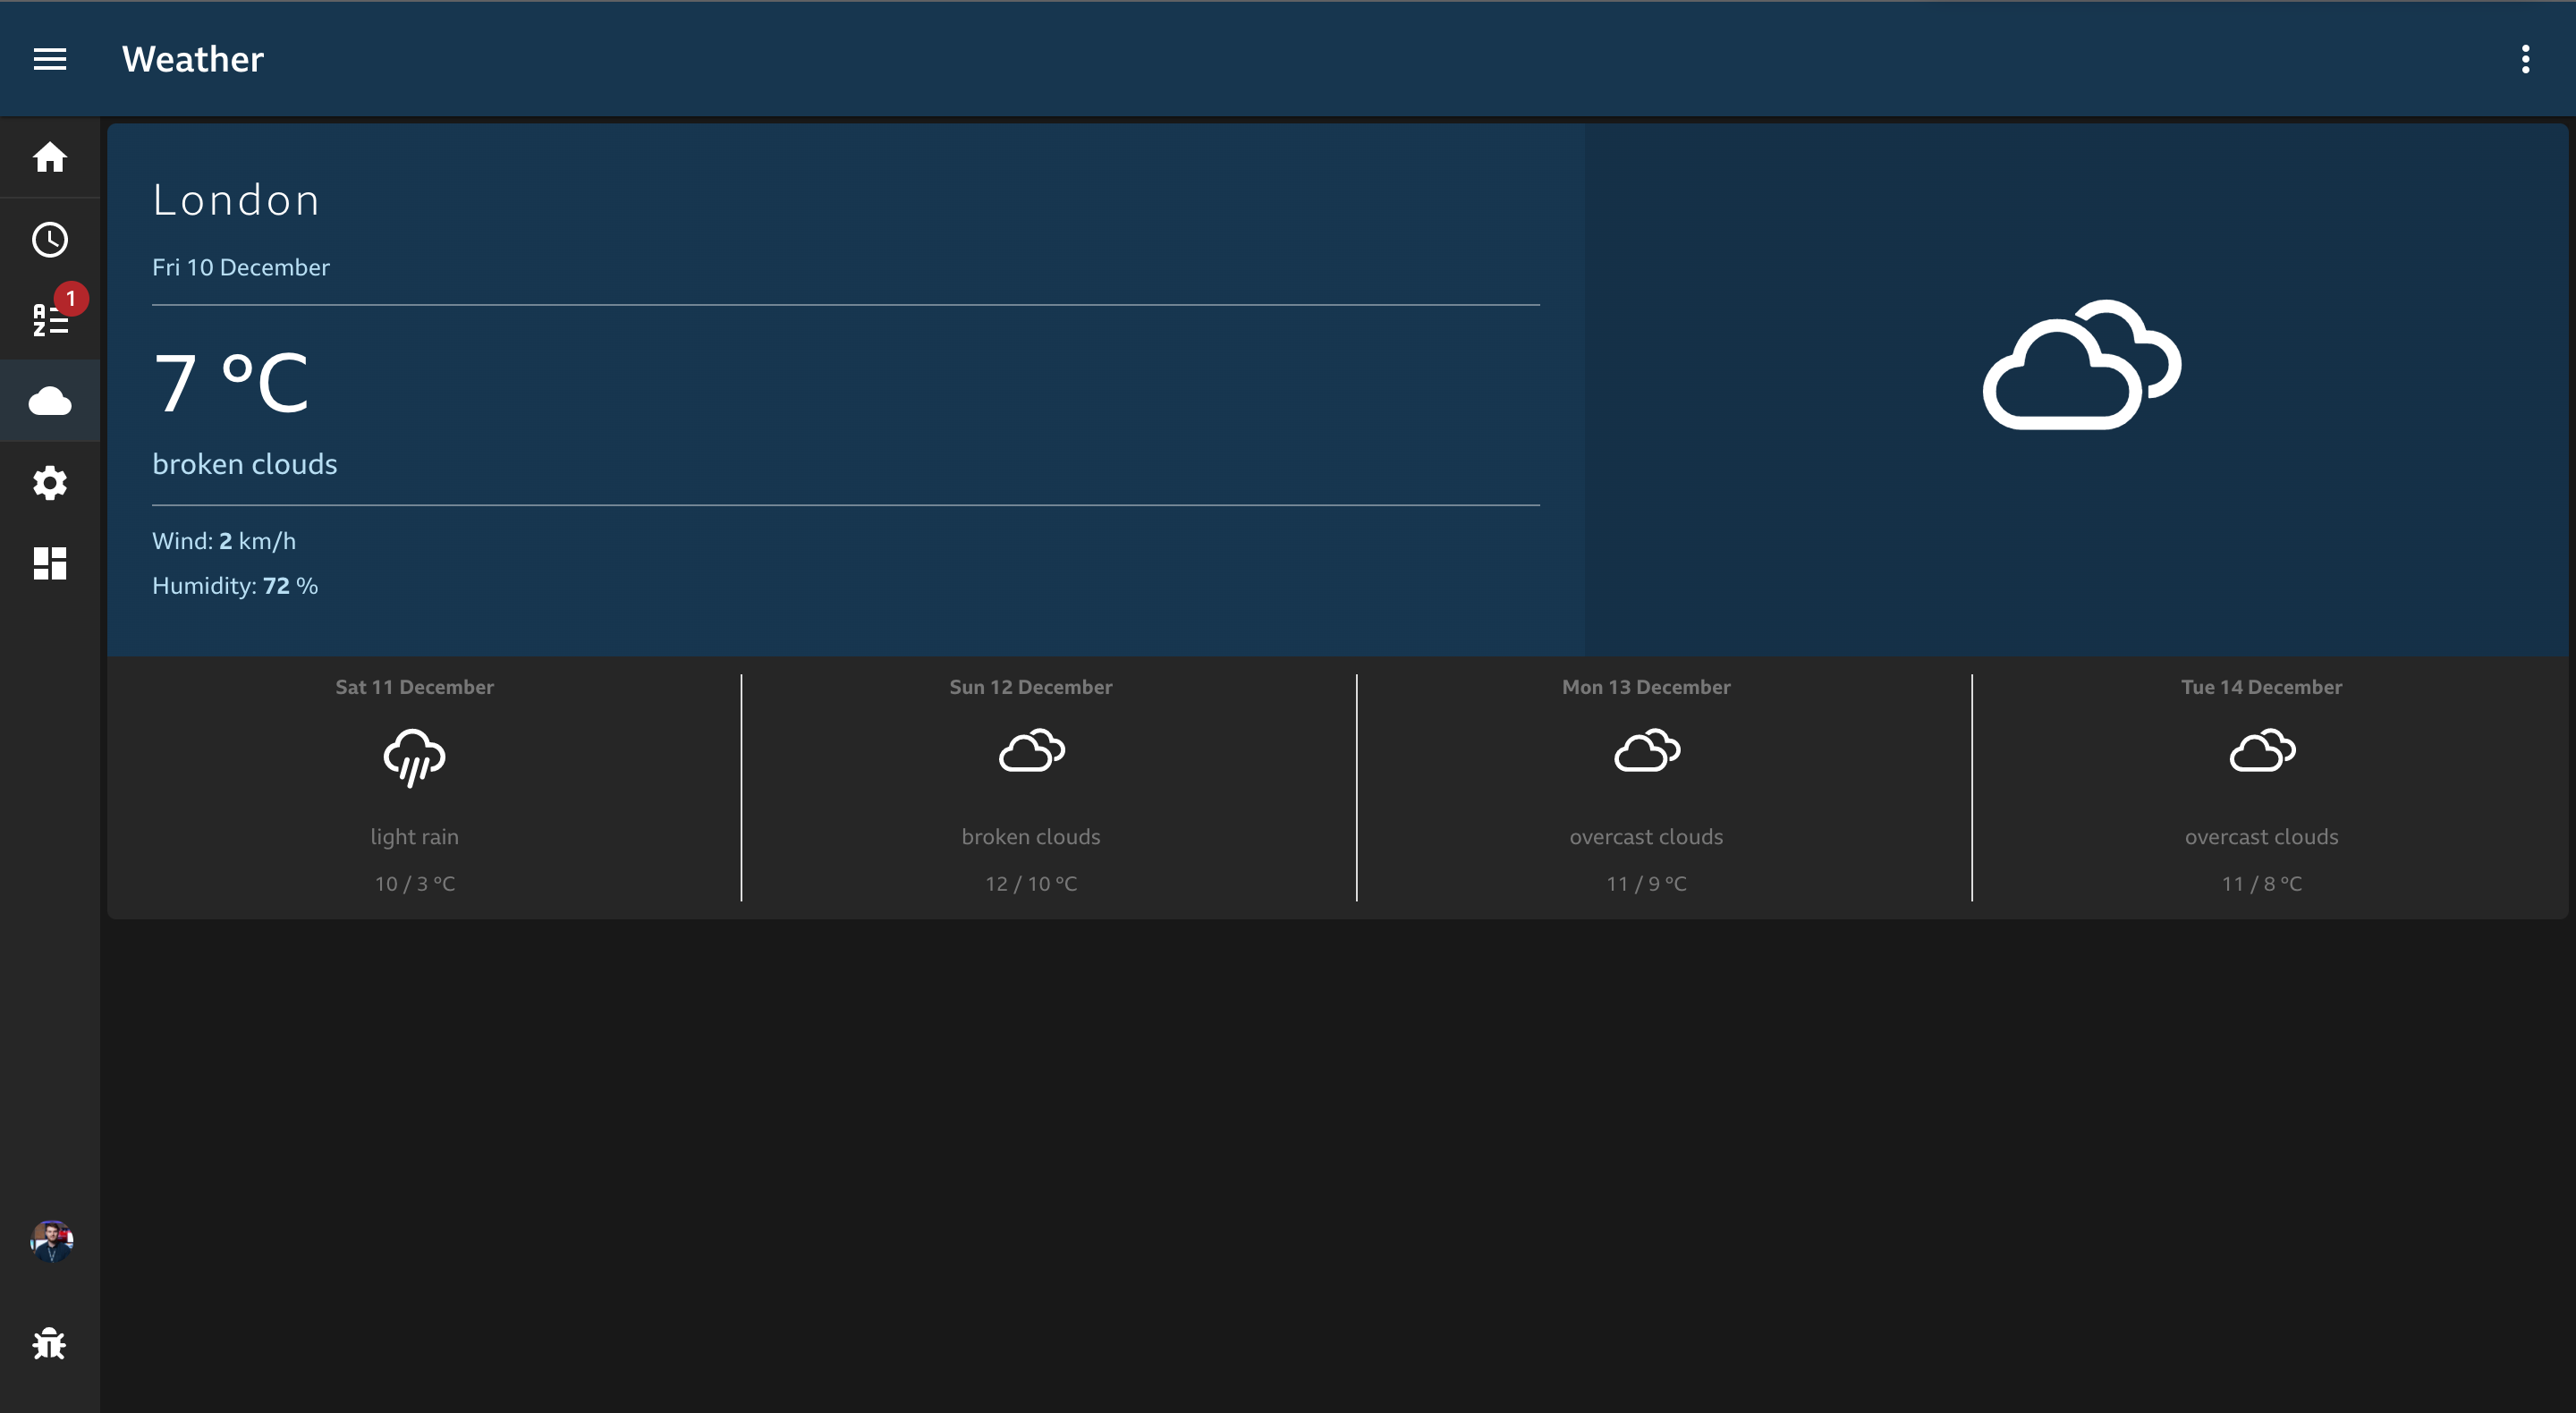 Weather
London
Fri 10 December
1
7 °C
broken clouds
Wind: 2 km/h
Humidity: 72 %
Sat 11 December
light rain
10 / 3 °C
Sun 12 December
broken clouds
12 / 10 °C
Mon 13 December
overcast clouds
11 / 9 °C
Tue 14 December
overcast clouds
11 / 8 °C